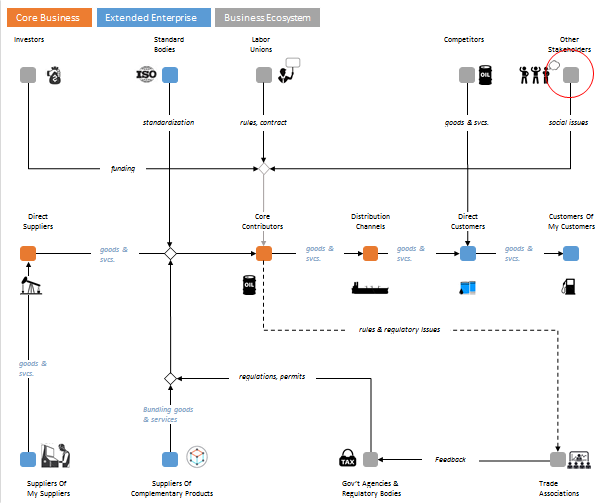 Core Business
Extended Enterprise
Business Ecosystem
Investors
Standard
Bodies
Labor
Unions
Competitors
Other
Stakeholders
ISO
OIL
standardization
rules, contract
goods & svcs.
social issues
funding
Direct
Suppliers
Core
Contributors
Distribution
Channels
Direct
Customers
Customers Of
My Customers
goods &
svcs.
goods &
svcs.
goods &
svcs.
goods &
svcs.
OIL
rules & regulatory issues
goods &
svcs.
regulations, permits
Bundling goods
& services
TAX
Feedback
Suppliers Of
My Suppliers
Suppliers Of
Complementary Products
Gov't Agencies &
Regulatory Bodies
Trade
Associations